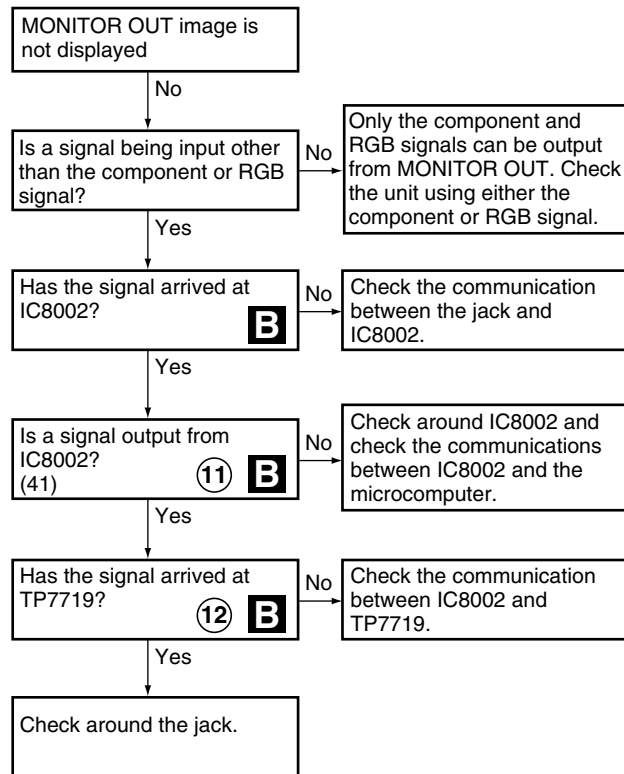 MONITOR OUT image is
not displayed
No
Is a signal being input other
than the component or RGB
signal?
No
Only the component and
RGB signals can be output
from MONITOR OUT. Check
the unit using either the
component or RGB signal.
Yes
Has the signal arrived at
IC8002?
B
No
Check the communication
between the jack and
IC8002.
Yes
Is a signal output from
IC8002?
(41)
11 B
No
Check around IC8002 and
check the communications
between IC8002 and the
microcomputer.
Yes
Has the signal arrived at
TP7719?
12 B
No
Check the communication
between IC8002 and
TP7719.
Yes
Check around the jack.